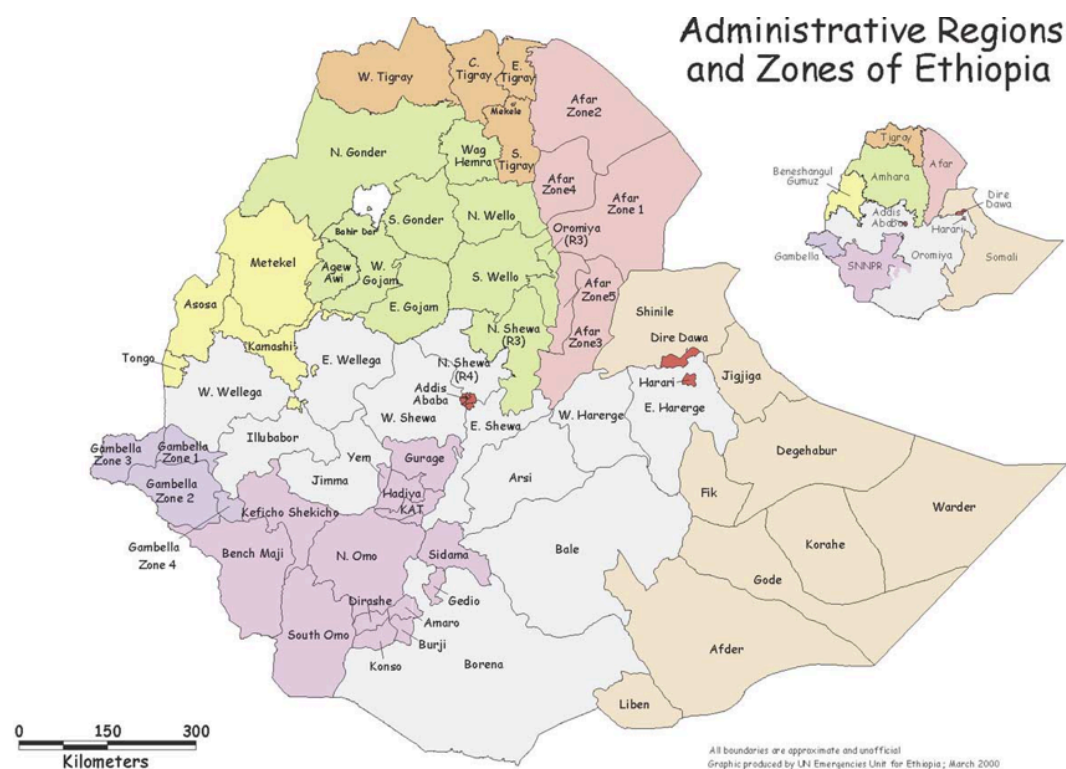 Administrative Regions
and Zones of Ethiopia
W. Tigray
C.
Tigray
E.
Tigray
Mekele
S.
Tigray
Afar
Zone2
N. Gonder
Wag
Hemra
Afar
Zone4
Afar
Zone 1
S. Gonder
N. Wello
Oromiya
(R3)
Bahir Dar
Metekel
Agew
Awi
W.
Gojam
S. Wello
Afar
Zone5
E. Gojam
Asosa
N. Shewa
(R3)
Afar
Zone3
Shinile
Dire Dawa
Tongo
Kamashi
E. Wellega
N. Shewa
(R4)
Harari
Jigjiga
W. Wellega
Addis
Ababa
W. Shewa
E. Shewa
W. Harerge
E. Harerge
Illubabor
Gambella
Zone 3
Gambella
Zone 1
Gambella
Zone 2
Yem
Gurage
Jimma
Arsi
Degehabur
Hadiya
KAT
Fik
Warder
Keficho Shekicho
Gambella
Zone 4
Bench Maji
N. Omo
Sidama
Bale
Korahe
Gode
Gedio
Dirashe
Amaro
South Omo
Burji
Konso
Borena
Afder
Liben
Tigray
Beneshangul
Gumuz
Amhara
Afar
Dire
Dawa
Addis
Ababa
Harari
Gambella
SNNPR
Oromiya
Somali
0 150 300
Kilometers
All boundaries are approximate and unofficial
Graphic produced by UN Emergencies Unit for Ethiopia; March 2000